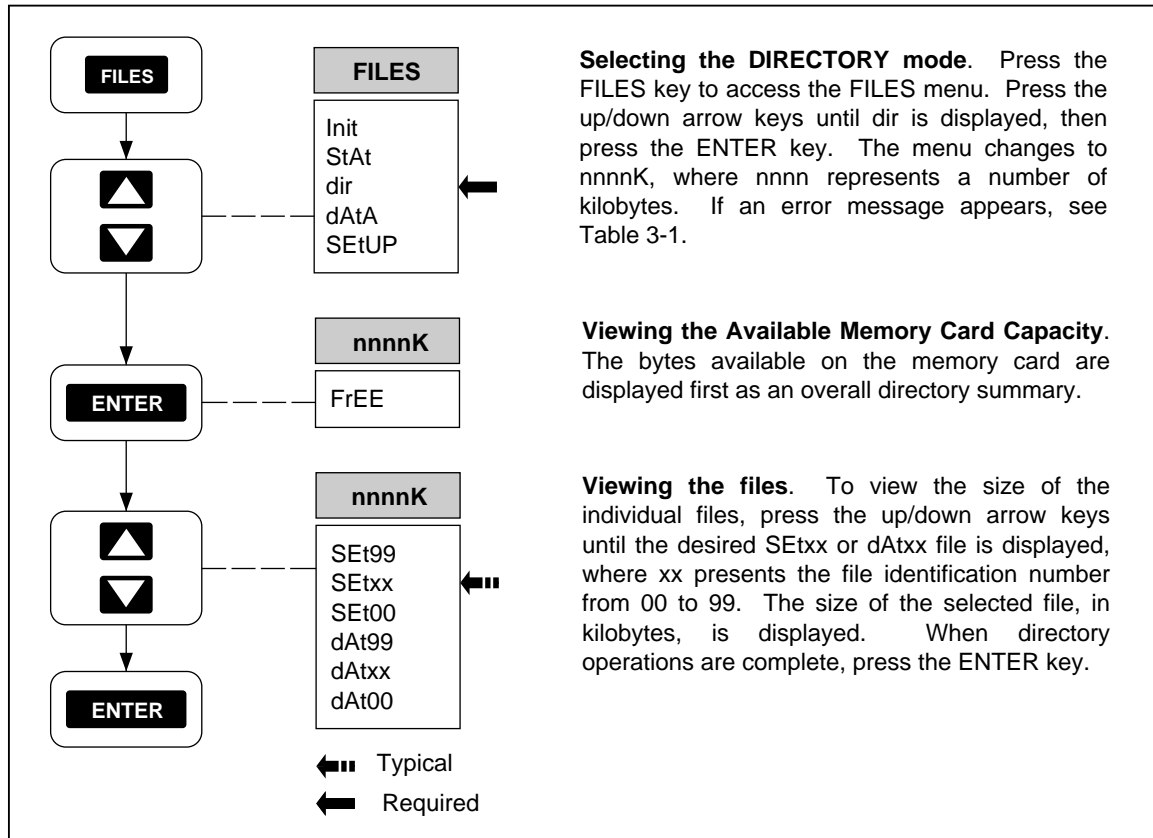 FILES
FILES
Init
StAt
dir
dAtA
SEtUP
Selecting the DIRECTORY mode. Press the
FILES key to access the FILES menu. Press the
up/down arrow keys until dir is displayed, then
press the ENTER key. The menu changes to
nnnnK, where nnnn represents a number of
kilobytes. If an error message appears, see
Table 3-1.
ENTER
nnnnK
FrEE
Viewing the Available Memory Card Capacity.
The bytes available on the memory card are
displayed first as an overall directory summary.
nnnnK
SEt99
SEtxx
SEt00
dAt99
dAtxx
dAt00
ENTER
Viewing the files. To view the size of the
individual files, press the up/down arrow keys
until the desired SEtxx or dAtxx file is displayed,
where xx presents the file identification number
from 00 to 99. The size of the selected file, in
kilobytes, is displayed. When directory
operations are complete, press the ENTER key.
Typical
Required